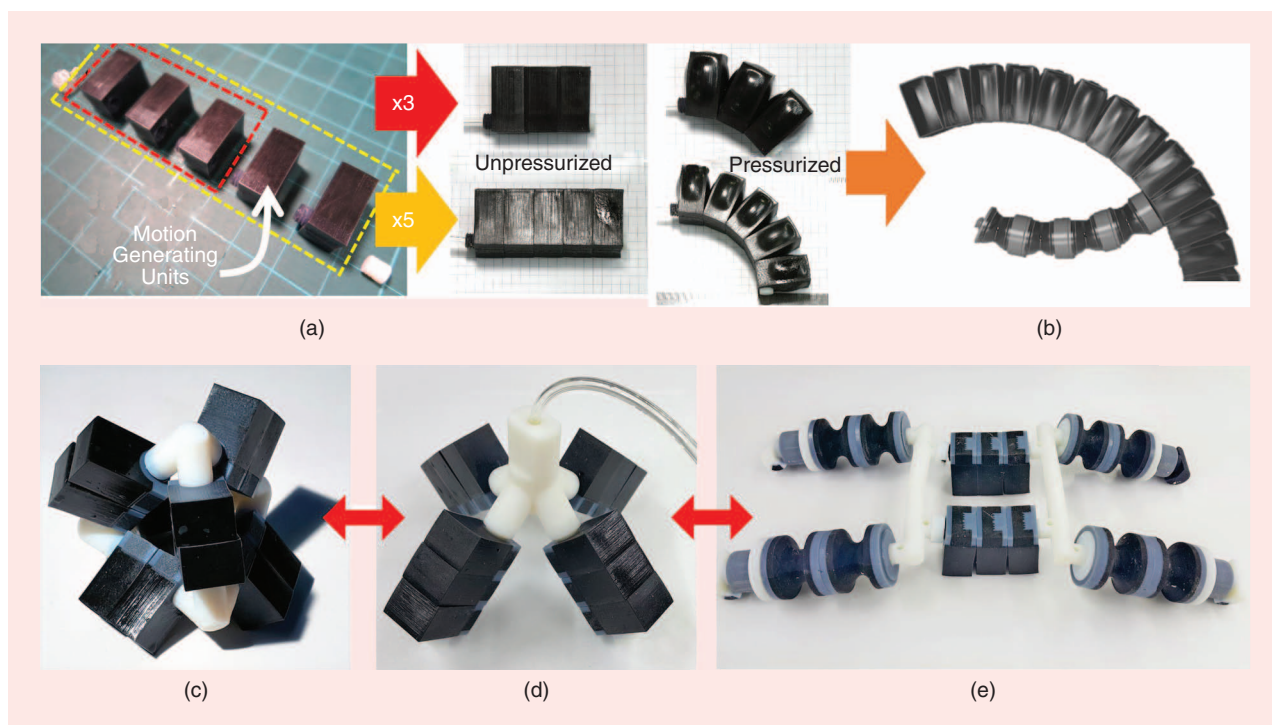 x3
x5
Motion
Generating
Units
Unpressurized
Pressurized
(a)
(b)
(c)
(d)
(e)